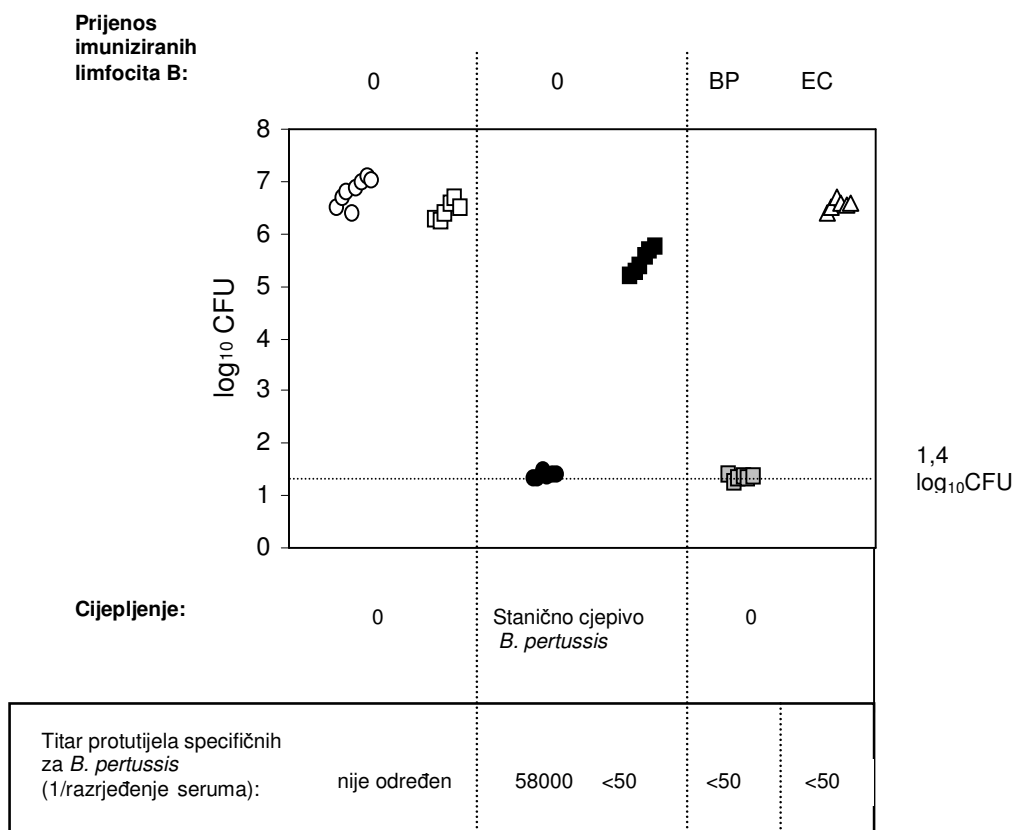 Prijenos
imuniziranih
limfocita B:
0 0 BP EC
8
7
6
5
4
3
2
1
0
log10 CFU
1,4
log10CFU
Cijepljenje:
0 Stanično cjepivo 0
B. pertussis
Titar protutijela specifičnih
za B. pertussis
(1/razrjeđenje seruma):
nije određen 58000 <50 <50 <50